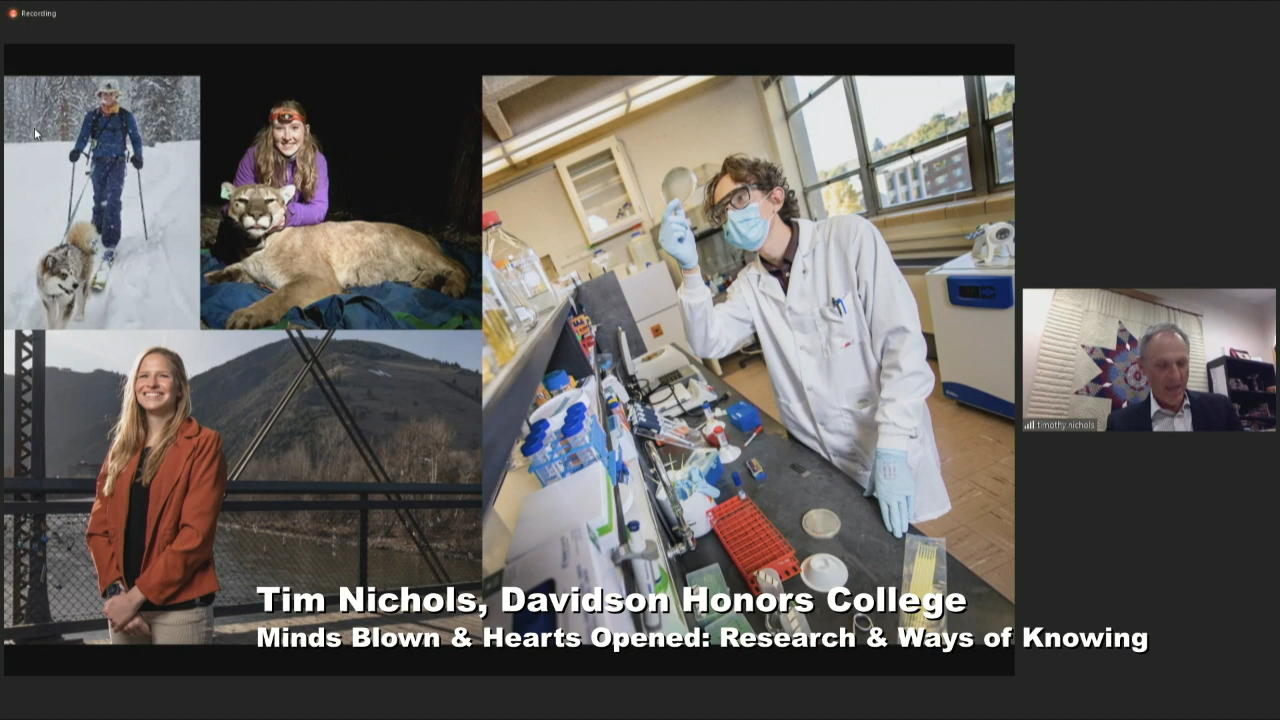 Recording
timothy nichols
Tim Nichols, Davidson Honors College
Minds Blown & Hearts Opened: Research & Ways of Knowing